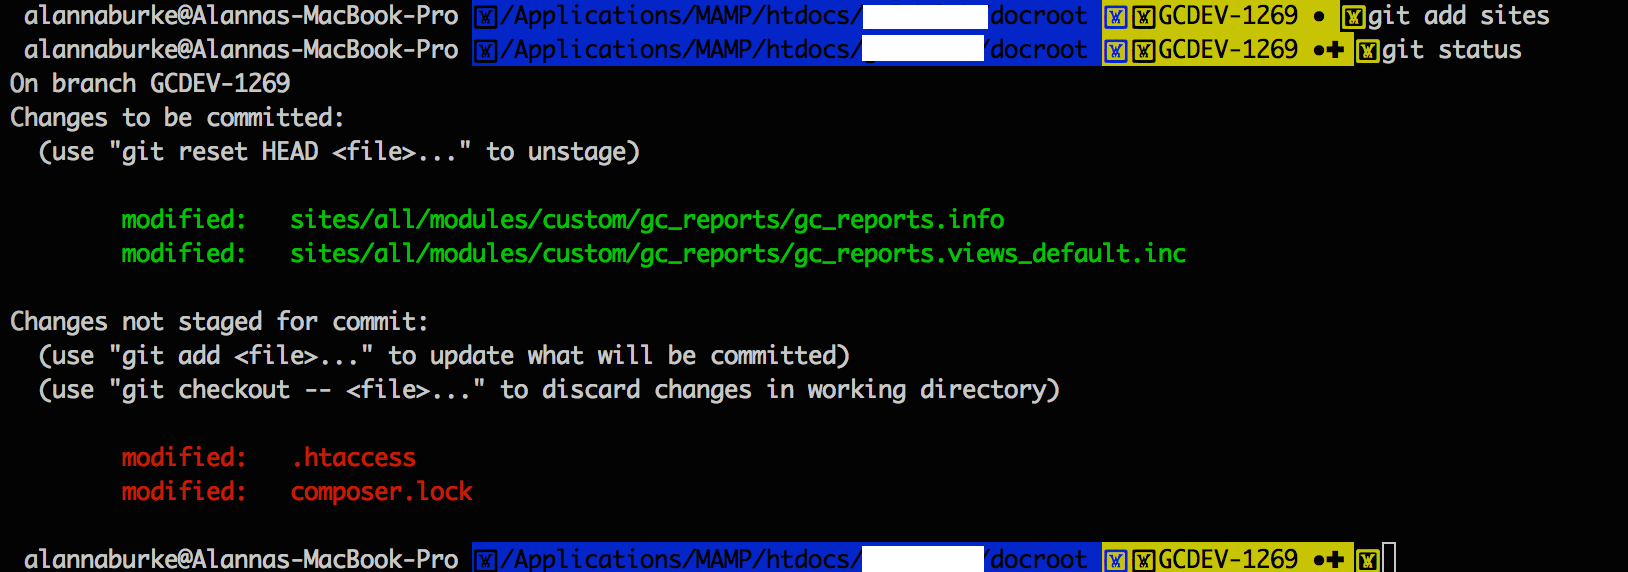 alannaburke@Alannas-MacBook-Pro /Applications/MAMP/htdocs/ docroot GCDEV-1269 ● git add sites
alannaburke@Alannas-MacBook-Pro /Applications/MAMP/htdocs/ /docroot GCDEV-1269 ●✚ git status
On branch GCDEV-1269
Changes to be committed:
(use "git reset HEAD <file>..." to unstage)
modified: sites/all/modules/custom/gc_reports/gc_reports.info
modified: sites/all/modules/custom/gc_reports/gc_reports.views_default.inc
Changes not staged for commit:
(use "git add <file>..." to update what will be committed)
(use "git checkout -- <file>..." to discard changes in working directory)
modified: .htaccess
modified: composer.lock
alannaburke@Alannas-MacBook-Pro /Applications/MAMP/htdocs/ /docroot GCDEV-1269 ●✚